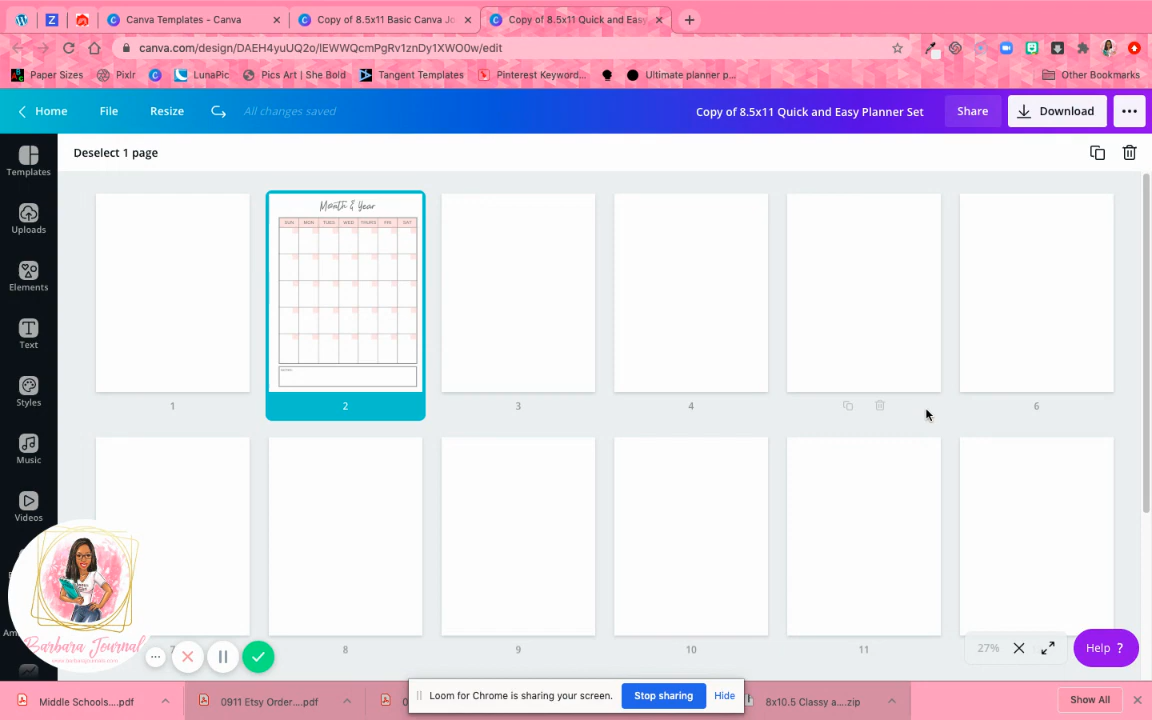 Canva Templates - Canva
Copy of 8.5x11 Basic Canva Jo
Copy of 8.5x11 Quick and Easy
canva.com/design/DAEH4yuUQ2o/lEWWQcmPgRv1znDy1XWO0w/edit
Paper Sizes
Pixlr
LunaPic
Pics Art | She Bold
Tangent Templates
Pinterest Keyword...
Ultimate planner p...
Other Bookmarks
Home
File
Resize
All changes saved
Copy of 8.5x11 Quick and Easy Planner Set
Share
Download
Deselect 1 page
Templates
Uploads
Elements
Text
Styles
Music
Videos
Month & Year
SUN MON TUES WED THURS FRI SAT
NOTES:
1
2
3
4
6
7
8
9
10
11
27%
Help ?
Barbara Journal
Loom for Chrome is sharing your screen.
Stop sharing
Hide
Middle Schools....pdf
0911 Etsy Order....pdf
8x10.5 Classy a....zip
Show All